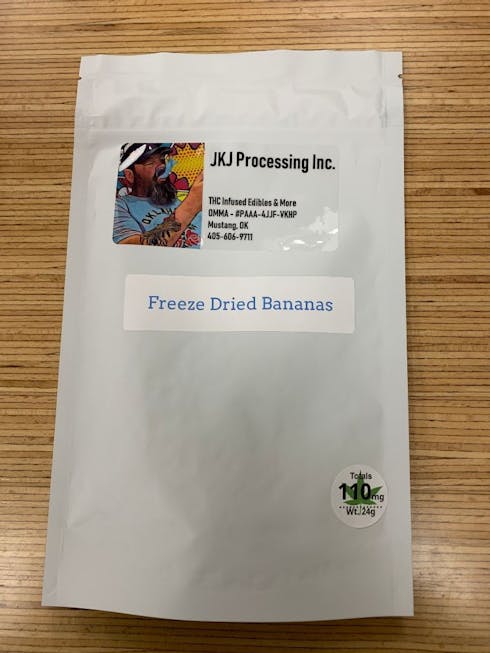 JKJ Processing Inc.
THC Infused Edibles & More
OMMA - #PAAA-4JJF-VKHP
Mustang, OK
405-606-9711
Freeze Dried Bananas
Totals
110mg
Wt. 24g